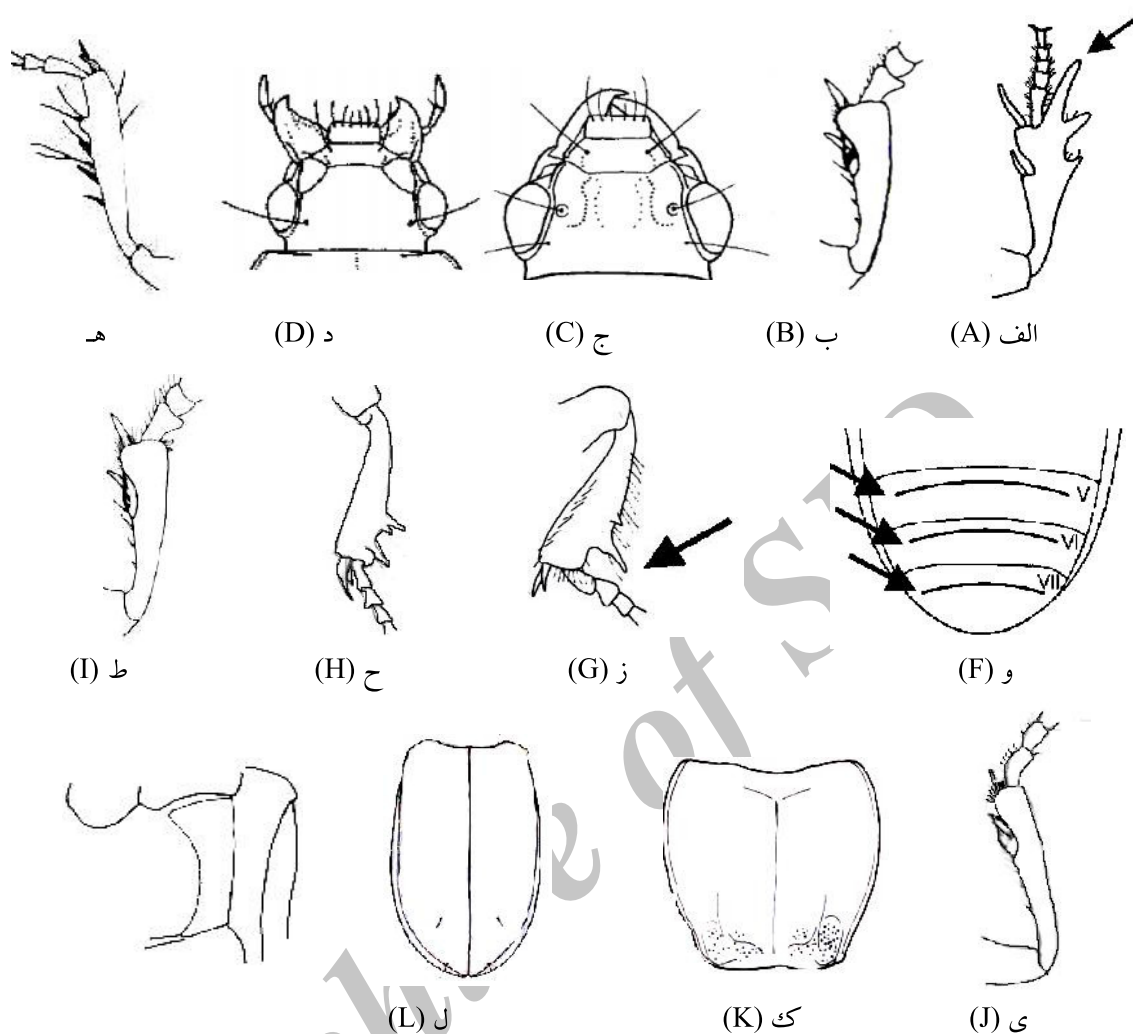 الف (A) ب (B) ج (C) د (D) هـ
V
VI
VII
و (F) ز (G) ح (H) ط (I)
ى (J) ک (K) ل (L)